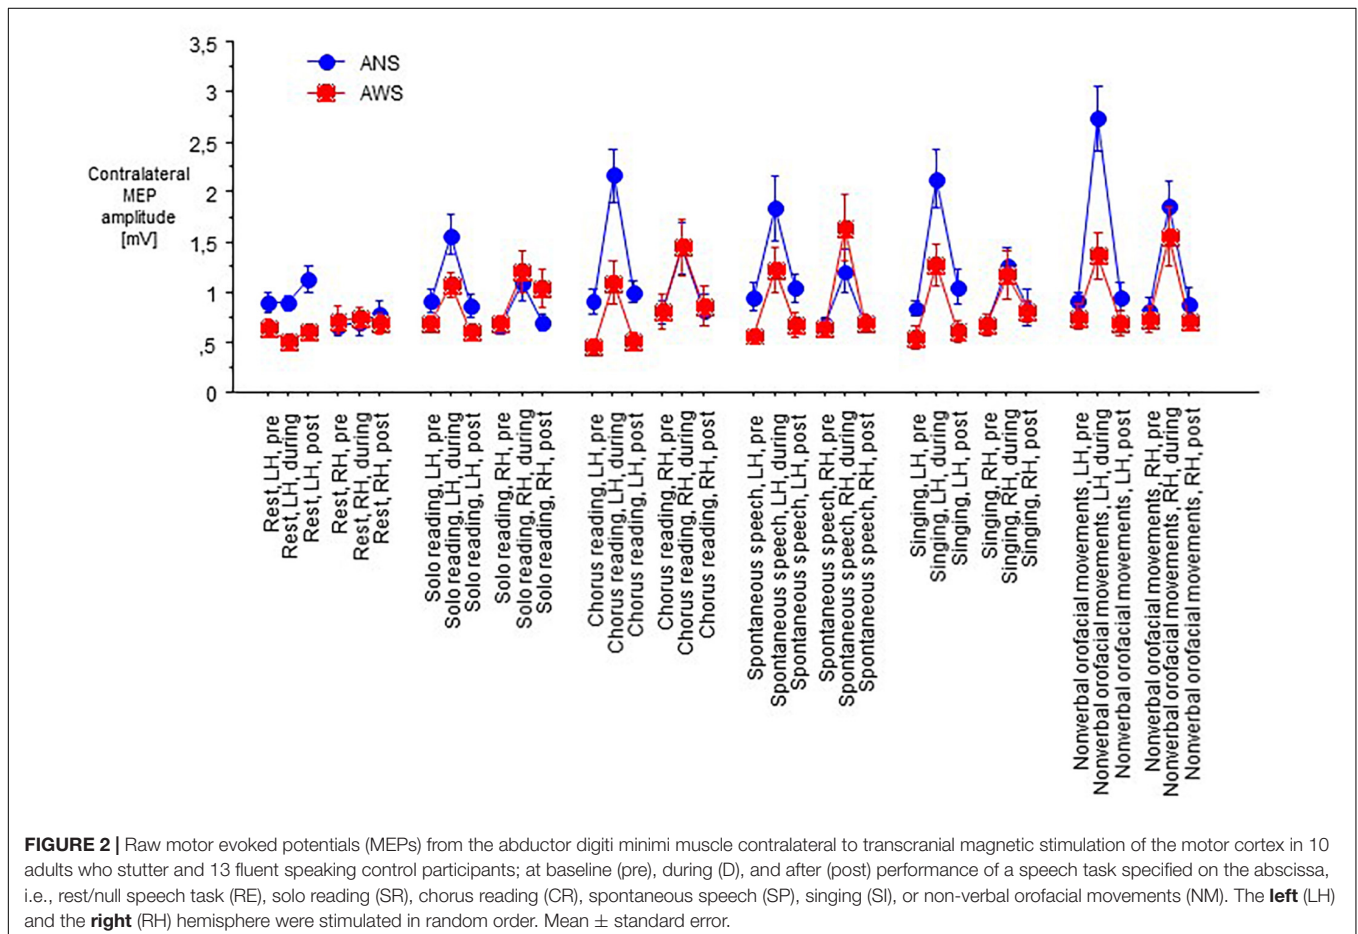 3,5
3
2,5
2
1,5
1
,5
0
ANS
AWS
Contralateral
MEP
amplitude
[mV]
Rest, LH, pre
Rest, LH, during
Rest, LH, post
Rest, RH, pre
Rest, RH, during
Rest, RH, post
Solo reading, LH, pre
Solo reading, LH, during
Solo reading, LH, post
Solo reading, RH, pre
Solo reading, RH, during
Solo reading, RH, post
Chorus reading, LH, pre
Chorus reading, LH, during
Chorus reading, LH, post
Chorus reading, RH, pre
Chorus reading, RH, during
Chorus reading, RH, post
Spontaneous speech, LH, pre
Spontaneous speech, LH, during
Spontaneous speech, LH, post
Spontaneous speech, RH, pre
Spontaneous speech, RH, during
Spontaneous speech, RH, post
Singing, LH, pre
Singing, LH, during
Singing, LH, post
Singing, RH, pre
Singing, RH, during
Singing, RH, post
Nonverbal orofacial movements, LH, pre
Nonverbal orofacial movements, LH, during
Nonverbal orofacial movements, LH, post
Nonverbal orofacial movements, RH, pre
Nonverbal orofacial movements, RH, during
Nonverbal orofacial movements, RH, post
FIGURE 2 | Raw motor evoked potentials (MEPs) from the abductor digiti minimi muscle contralateral to transcranial magnetic stimulation of the motor cortex in 10
adults who stutter and 13 fluent speaking control participants; at baseline (pre), during (D), and after (post) performance of a speech task specified on the abscissa,
i.e., rest/null speech task (RE), solo reading (SR), chorus reading (CR), spontaneous speech (SP), singing (SI), or non-verbal orofacial movements (NM). The left (LH)
and the right (RH) hemisphere were stimulated in random order. Mean ± standard error.